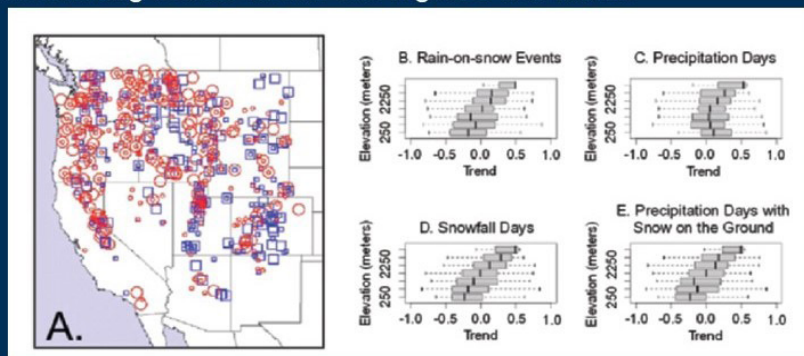 A.
B. Rain-on-snow Events
Elevation (meters)
2250
250
-1.0 -0.5 0.0 0.5 1.0
Trend
C. Precipitation Days
Elevation (meters)
2250
250
-1.0 -0.5 0.0 0.5 1.0
Trend
D. Snowfall Days
Elevation (meters)
2250
250
-1.0 -0.5 0.0 0.5 1.0
Trend
E. Precipitation Days with
Snow on the Ground
Elevation (meters)
2250
250
-1.0 -0.5 0.0 0.5 1.0
Trend